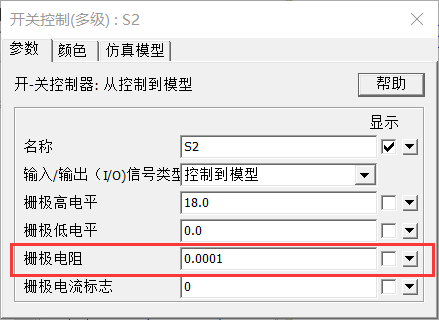 开关控制(多级) : S2
参数 颜色 仿真模型
开-关控制器: 从控制到模型 帮助
显示
名称 S2
输入/输出（I/O)信号类型 控制到模型
栅极高电平 18.0
栅极低电平 0.0
栅极电阻 0.0001
栅极电流标志 0